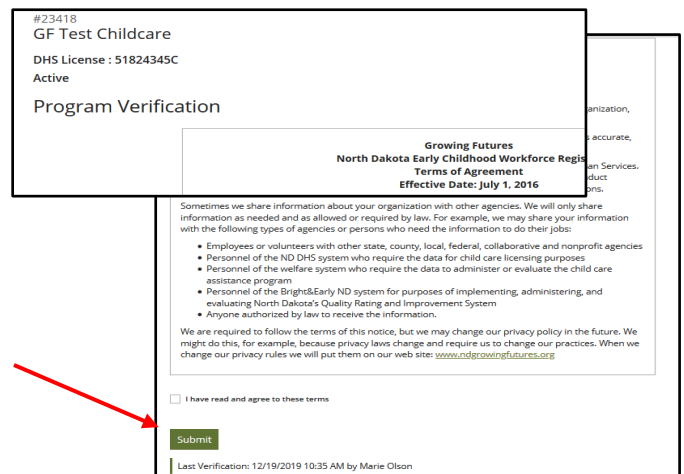 #23418
GF Test Childcare
DHS License : 51824345C
Active
Program Verification
Growing Futures
North Dakota Early Childhood Workforce Regis
Terms of Agreement
Effective Date: July 1, 2016
anization,
accurate,
an Services.
duct
ons.
Sometimes we share information about your organization with other agencies. We will only share
information as needed and as allowed or required by law. For example, we may share your information
with the following types of agencies or persons who need the information to do their jobs:
• Employees or volunteers with other state, county, local, federal, collaborative and nonprofit agencies
• Personnel of the ND DHS system who require the data for child care licensing purposes
• Personnel of the welfare system who require the data to administer or evaluate the child care
assistance program
• Personnel of the Bright&Early ND system for purposes of implementing, administering, and
evaluating North Dakota's Quality Rating and Improvement System
• Anyone authorized by law to receive the information.
We are required to follow the terms of this notice, but we may change our privacy policy in the future. We
might do this, for example, because privacy laws change and require us to change our practices. When we
change our privacy rules we will put them on our web site: www.ndgrowingfutures.org
I have read and agree to these terms
Submit
Last Verification: 12/19/2019 10:35 AM by Marie Olson